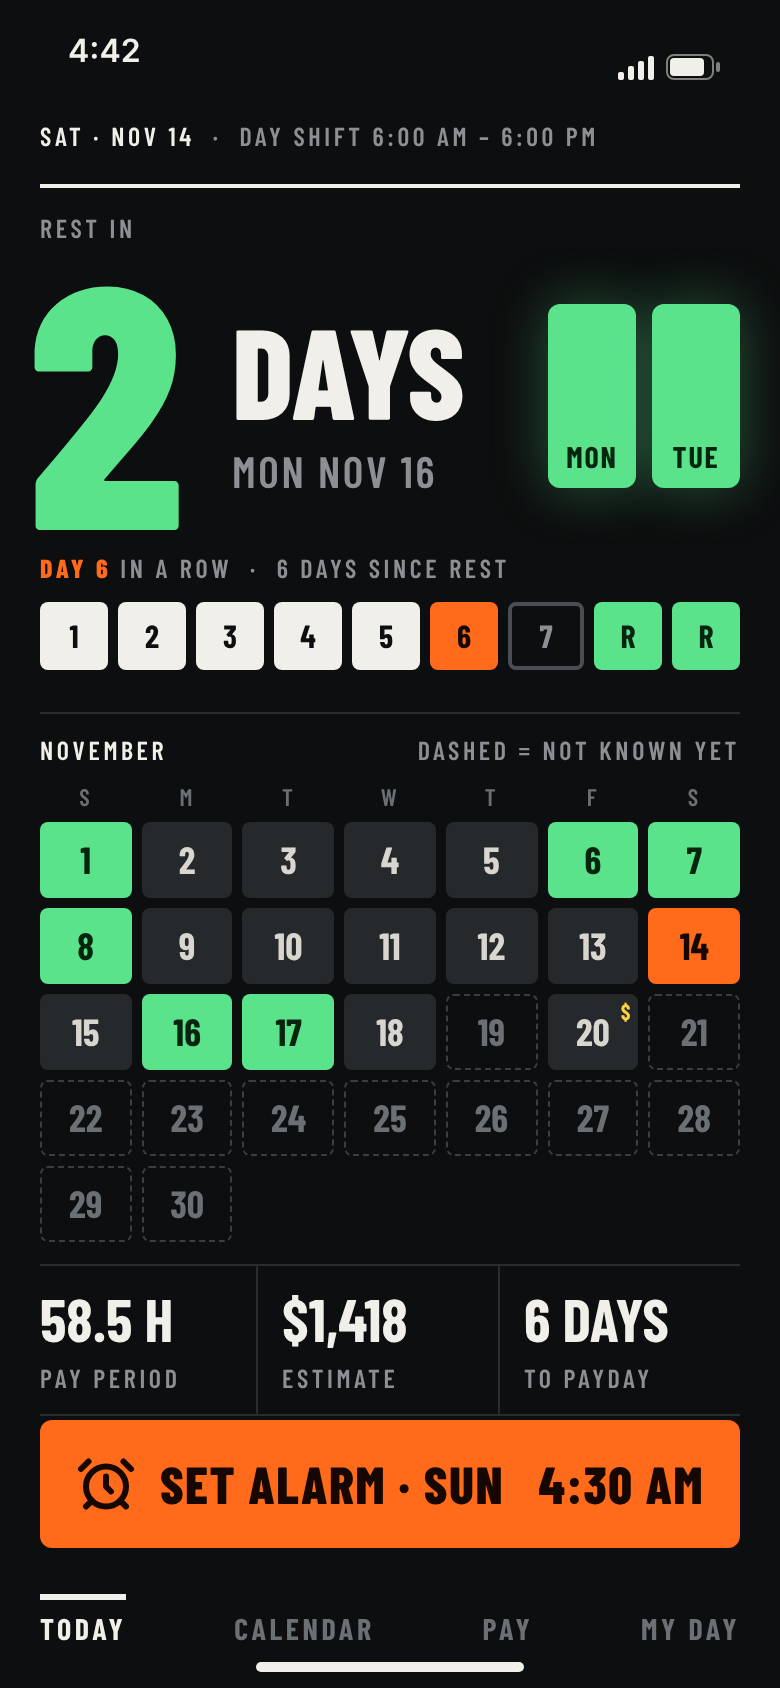 4:42
SAT · NOV 14 · DAY SHIFT 6:00 AM – 6:00 PM
REST IN
2 DAYS
MON NOV 16
MON TUE
DAY 6 IN A ROW · 6 DAYS SINCE REST
1 2 3 4 5 6 7 R R
NOVEMBER DASHED = NOT KNOWN YET
S M T W T F S
1 2 3 4 5 6 7
8 9 10 11 12 13 14
15 16 17 18 19 20 $ 21
22 23 24 25 26 27 28
29 30
58.5 H $1,418 6 DAYS
PAY PERIOD ESTIMATE TO PAYDAY
SET ALARM · SUN 4:30 AM
TODAY CALENDAR PAY MY DAY